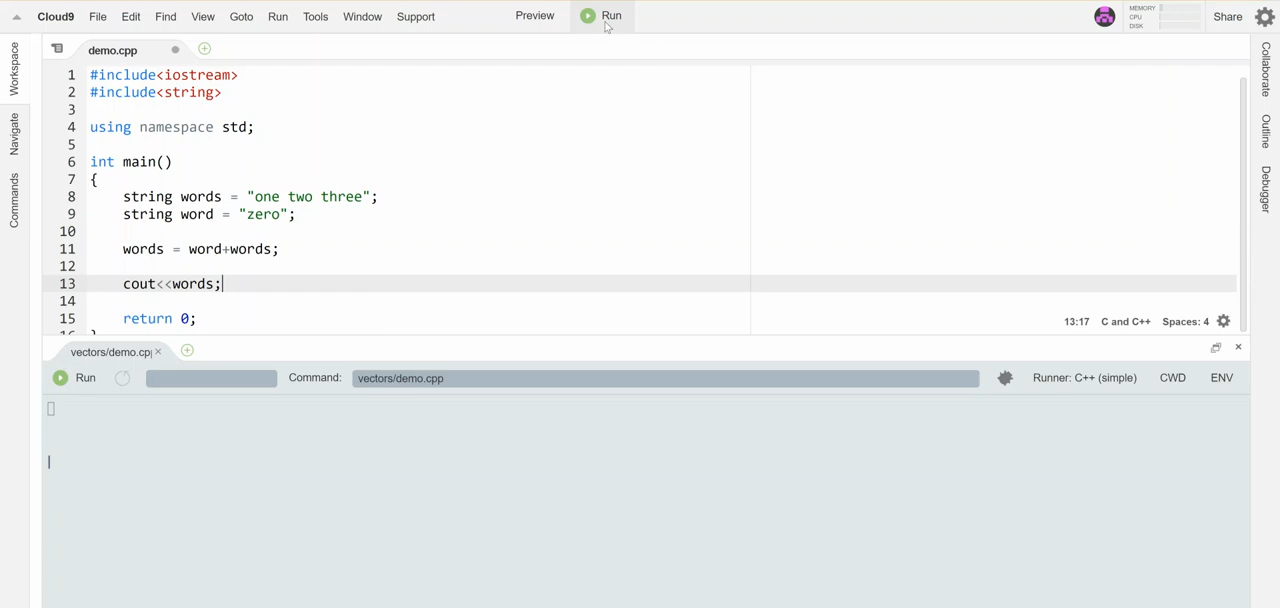 Cloud9 File Edit Find View Goto Run Tools Window Support Preview Run MEMORY CPU DISK Share
Workspace
Navigate
Commands
demo.cpp
1 #include<iostream>
2 #include<string>
3
4 using namespace std;
5
6 int main()
7 {
8 string words = "one two three";
9 string word = "zero";
10
11 words = word+words;
12
13 cout<<words;
14
15 return 0;
16 }
13:17 C and C++ Spaces: 4
Collaborate
Outline
Debugger
vectors/demo.cpp
Run Command: vectors/demo.cpp Runner: C++ (simple) CWD ENV